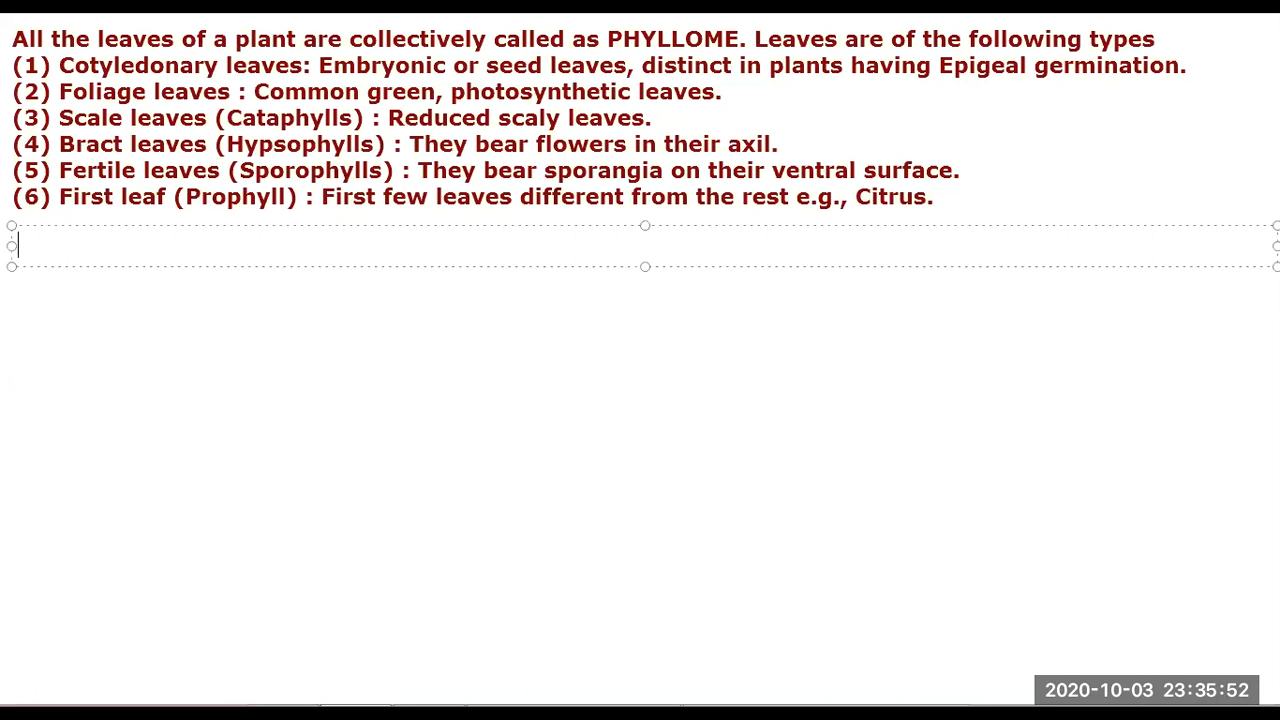 All the leaves of a plant are collectively called as PHYLLOME. Leaves are of the following types
(1) Cotyledonary leaves: Embryonic or seed leaves, distinct in plants having Epigeal germination.
(2) Foliage leaves : Common green, photosynthetic leaves.
(3) Scale leaves (Cataphylls) : Reduced scaly leaves.
(4) Bract leaves (Hypsophylls) : They bear flowers in their axil.
(5) Fertile leaves (Sporophylls) : They bear sporangia on their ventral surface.
(6) First leaf (Prophyll) : First few leaves different from the rest e.g., Citrus.
2020-10-03 23:35:52